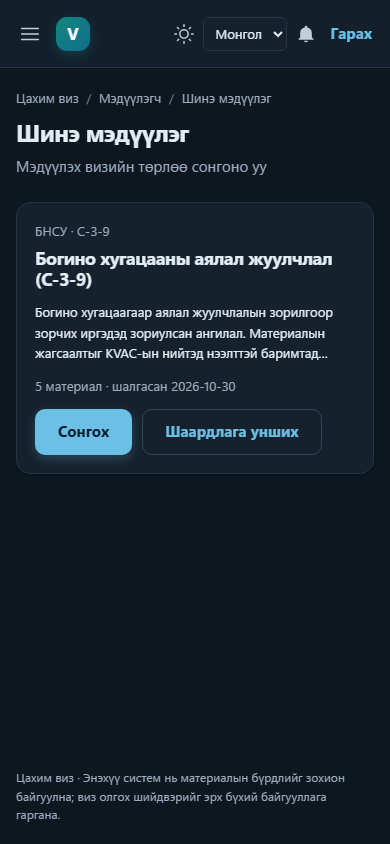 V
Монгол
Гарах
Цахим виз / Мэдүүлэгч / Шинэ мэдүүлэг
Шинэ мэдүүлэг
Мэдүүлэх визийн төрлөө сонгоно уу
БНСУ · C-3-9
Богино хугацааны аялал жуулчлал
(C-3-9)
Богино хугацаагаар аялал жуулчлалын зорилгоор
зорчих иргэдэд зориулсан ангилал. Материалын
жагсаалтыг KVAC-ын нийтэд нээлттэй баримтад...
5 материал · шалгасан 2026-10-30
Сонгох
Шаардлага унших
Цахим виз · Энэхүү систем нь материалын бүрдлийг зохион
байгуулна; виз олгох шийдвэрийг эрх бүхий байгууллага
гаргана.